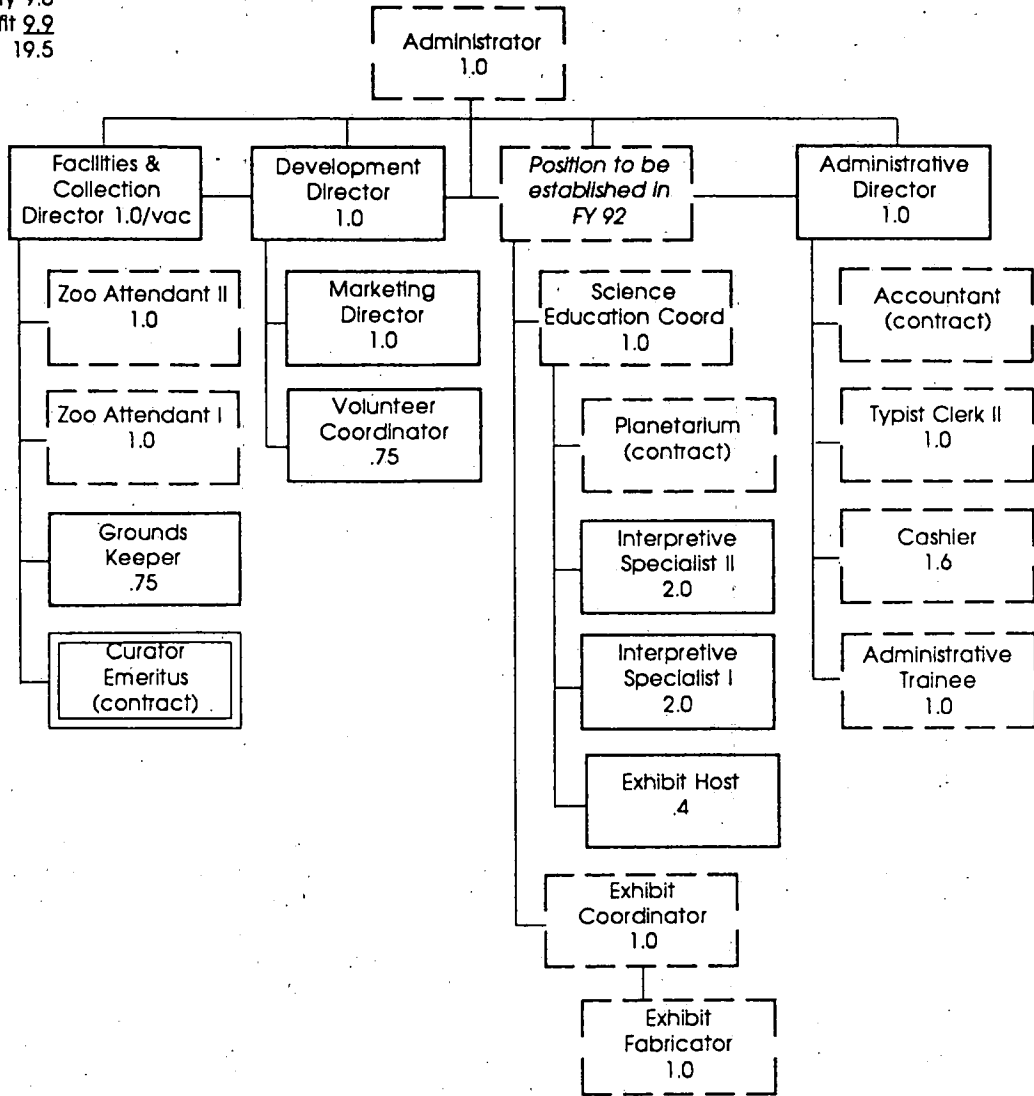 9.9
19.5
Administrator
1.0
Facilities &
Collection
Director 1.0/vac
Development
Director
1.0
Position to be
established in
FY 92
Administrative
Director
1.0
Zoo Attendant II
1.0
Zoo Attendant I
1.0
Grounds
Keeper
.75
Curator
Emeritus
(contract)
Marketing
Director
1.0
Volunteer
Coordinator
.75
Science
Education Coord
1.0
Planetarium
(contract)
Interpretive
Specialist II
2.0
Interpretive
Specialist I
2.0
Exhibit Host
.4
Exhibit
Coordinator
1.0
Exhibit
Fabricator
1.0
Accountant
(contract)
Typist Clerk II
1.0
Cashier
1.6
Administrative
Trainee
1.0